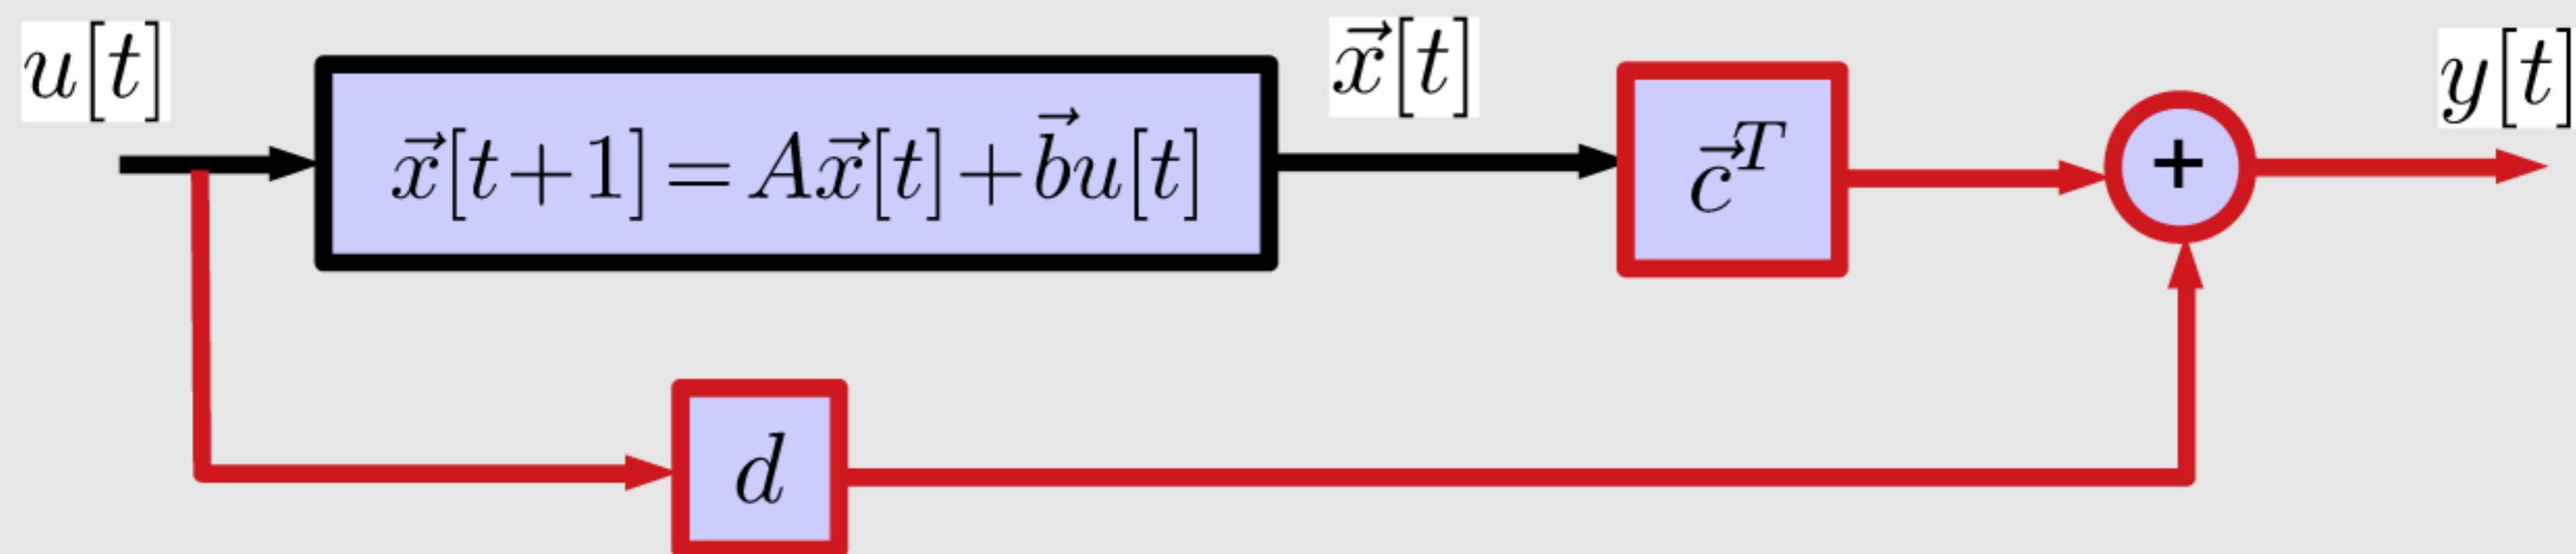 u[t]
x⃗[t+1]=Ax⃗[t]+b⃗u[t]
x⃗[t]
c⃗ᵀ
+
y[t]
d